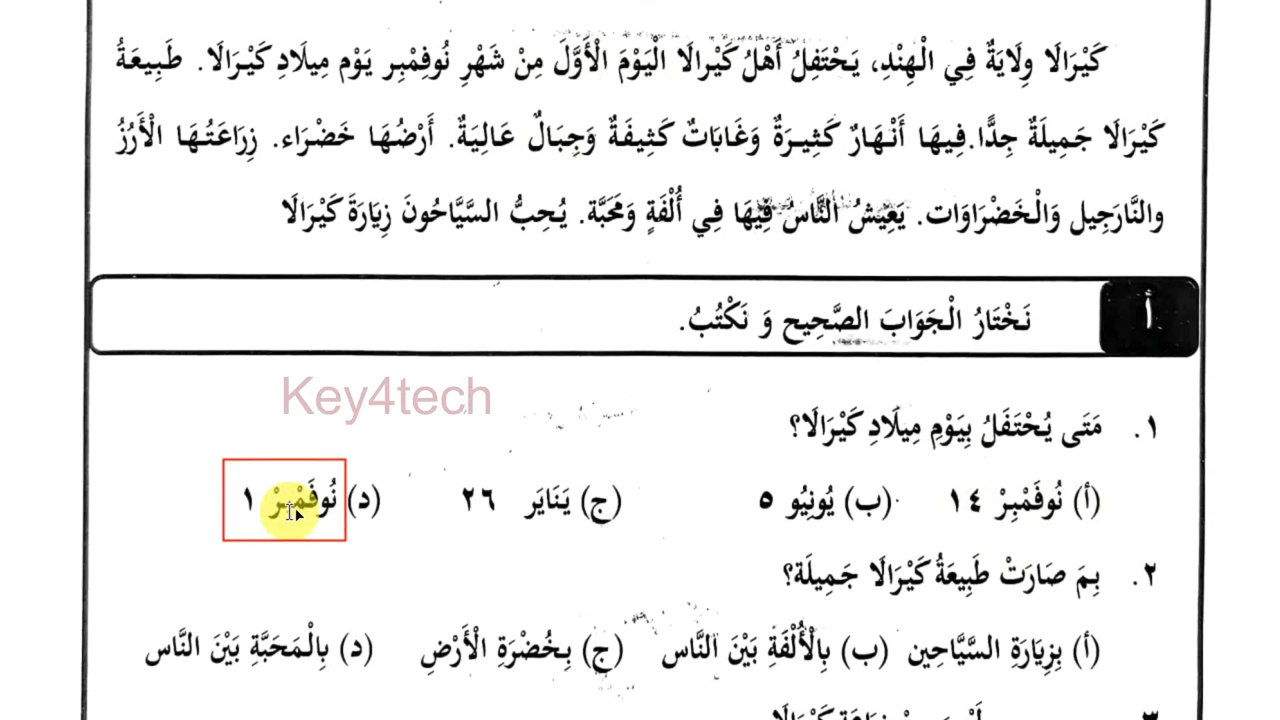 كَيْرَالَا وِلَايَةٌ فِي الْهِنْدِ، يَحْتَفِلُ أَهْلُ كَيْرالَا الْيَوْمَ الْأَوَّلَ مِنْ شَهْرِ نُوفِمْبِر يَوْم مِيلَادِ كَيْرَالَا. طَبِيعَةُ
كَيْرَالَا جَمِيلَةٌ جِدًّا.فِيهَا أَنْهَارٌ كَثِيرَةٌ وَغَابَاتٌ كَثِيفَةٌ وَجِبَالٌ عَالِيَةٌ. أَرْضُهَا خَضْرَاء. زِرَاعَتُهَا الْأَرُزُ
والنَّارَجِيل وَالْخَضْرَاوَات. يَعِيشُ النَّاسُ فِيْهَا فِي أُلْفَةٍ وَمَحَبَّة. يُحِبُّ السَّيَّاحُونَ زِيَارَةَ كَيْرَالَا
أ
نَخْتَارُ الْجَوَابَ الصَّحِيح وَ نَكْتُبُ.
Key4tech
١. مَتَى يُحْتَفَلُ بِيَوْمِ مِيلَادِ كَيْرَالَا؟
(أ) نُوفَمْبِرْ ١٤ (ب) يُونِيُو ٥ (ج) يَنَايَر ٢٦ (د) نُوفَمْبِرْ ١
٢. بِمَ صَارَتْ طَبِيعَةُ كَيْرَالَا جَمِيلَة؟
(أ) بِزِيَارَةِ السَّيَّاحِين (ب) بِالْأُلْفَةِ بَيْنَ النَّاس (ج) بِخُضْرَةِ الْأَرْضِ (د) بِالْمَحَبَّةِ بَيْنَ النَّاس